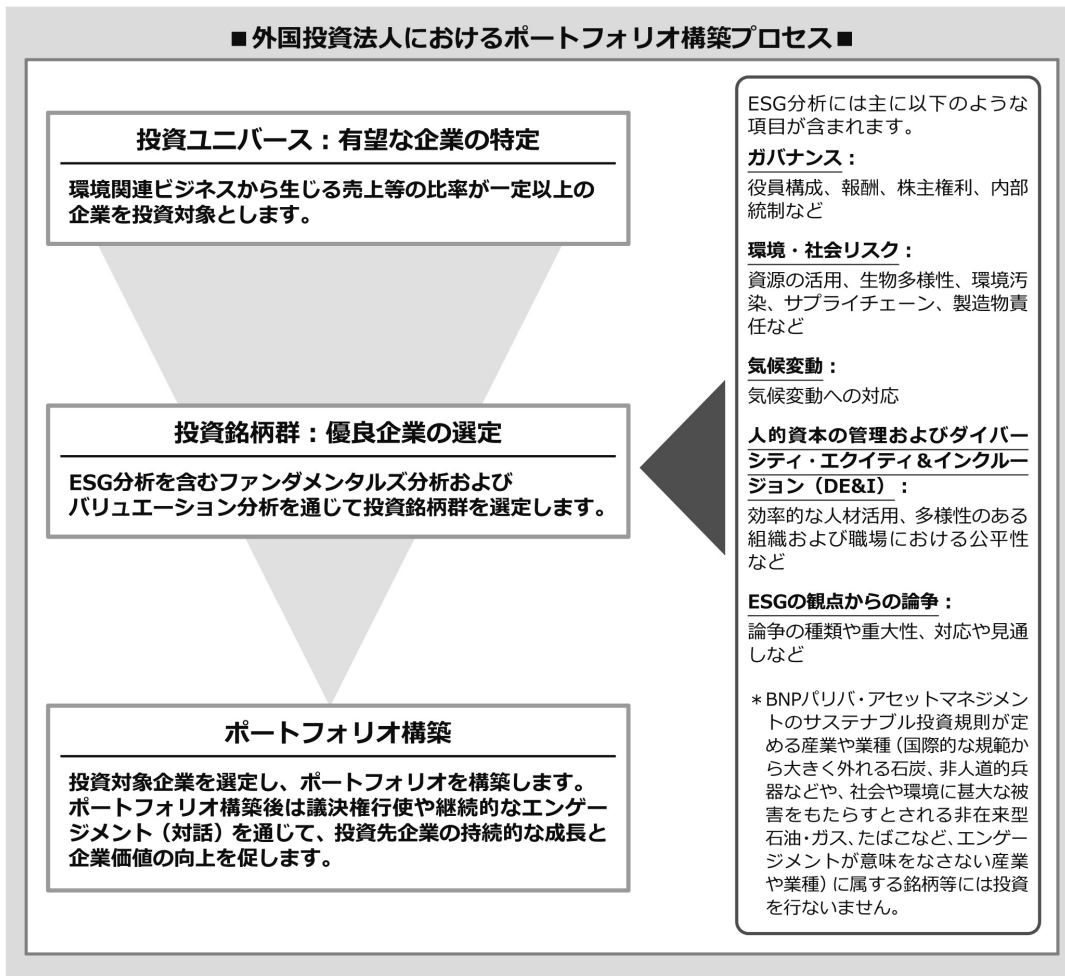 ■外国投資法人におけるポートフォリオ構築プロセス■
投資ユニバース：有望な企業の特定
環境関連ビジネスから生じる売上等の比率が一定以上の
企業を投資対象とします。
投資銘柄群：優良企業の選定
ESG分析を含むファンダメンタルズ分析および
バリュエーション分析を通じて投資銘柄群を選定します。
ポートフォリオ構築
投資対象企業を選定し、ポートフォリオを構築します。
ポートフォリオ構築後は議決権行使や継続的なエンゲー
ジメント（対話）を通じて、投資先企業の持続的な成長と
企業価値の向上を促します。
ESG分析には主に以下のような
項目が含まれます。
ガバナンス：
役員構成、報酬、株主権利、内部
統制など
環境・社会リスク：
資源の活用、生物多様性、環境汚
染、サプライチェーン、製造物責
任など
気候変動：
気候変動への対応
人的資本の管理およびダイバー
シティ・エクイティ＆インクルー
ジョン（DE&I）：
効率的な人材活用、多様性のある
組織および職場における公平性
など
ESGの観点からの論争：
論争の種類や重大性、対応や見通
しなど
＊BNPパリバ・アセットマネジメン
トのサステナブル投資規則が定
める産業や業種（国際的な規範か
ら大きく外れる石炭、非人道的兵
器などや、社会や環境に甚大な被
害をもたらすとされる非在来型
石油・ガス、たばこなど、エンゲー
ジメントが意味をなさない産業
や業種）に属する銘柄等には投資
を行ないません。